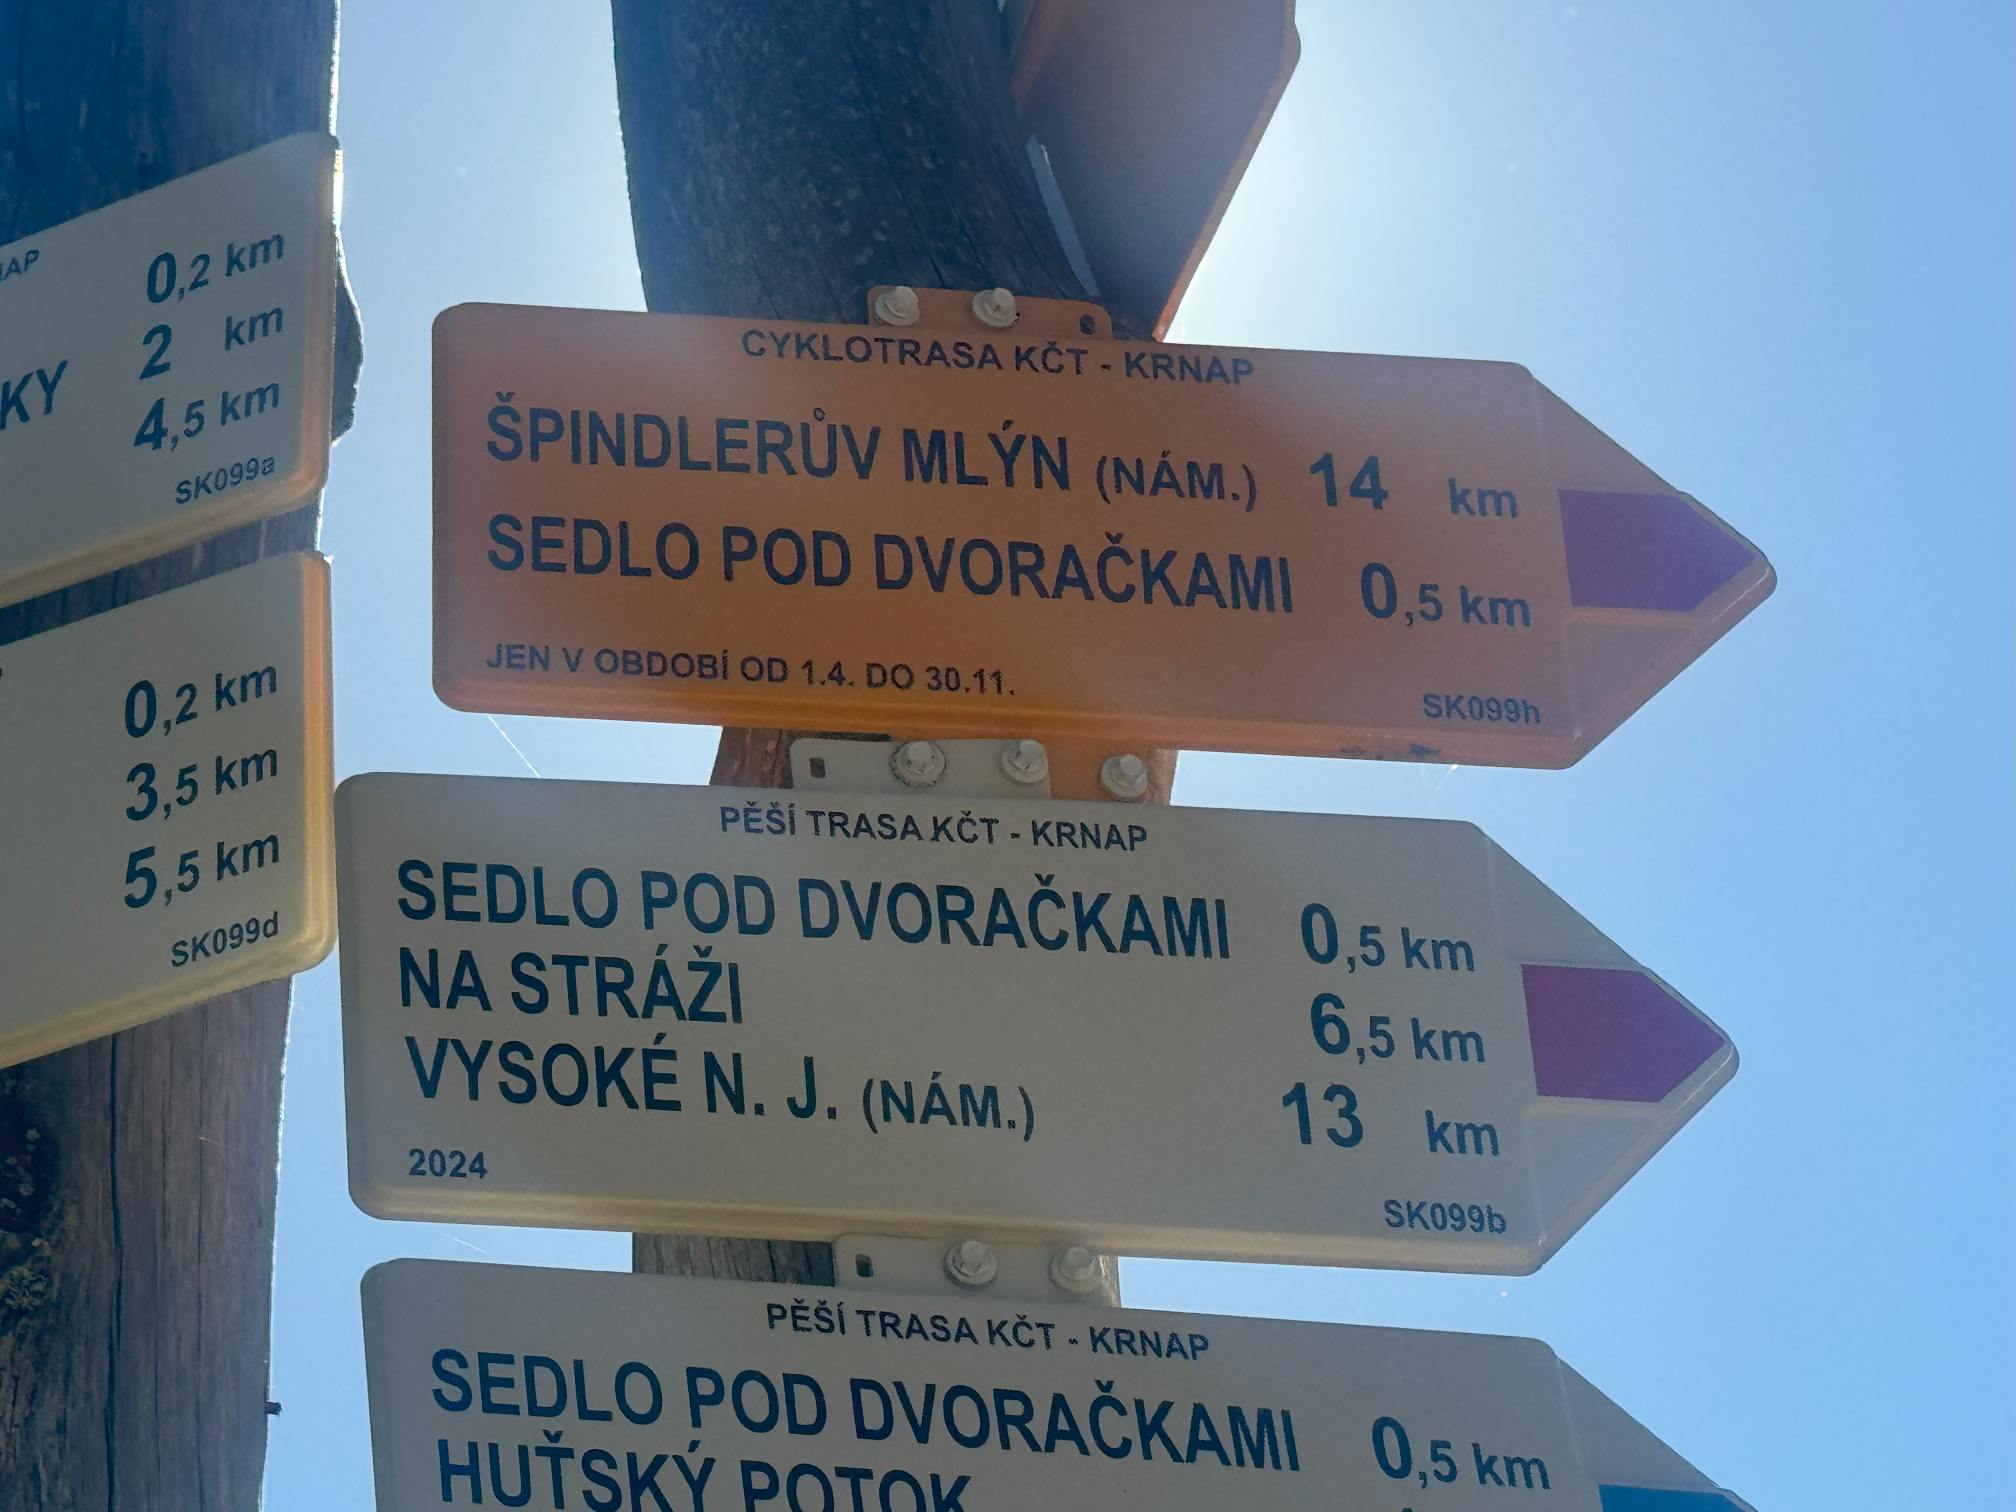 0,2 km
KY 2 km
4,5 km
SK099a
0,2 km
3,5 km
5,5 km
SK099d
CYKLOTRASA KČT - KRNAP
ŠPINDLERŮV MLÝN (NÁM.) 14 km
SEDLO POD DVORAČKAMI 0,5 km
JEN V OBDOBÍ OD 1.4. DO 30.11.
SK099h
PĚŠÍ TRASA KČT - KRNAP
SEDLO POD DVORAČKAMI 0,5 km
NA STRÁŽI 6,5 km
VYSOKÉ N. J. (NÁM.) 13 km
2024
SK099b
PĚŠÍ TRASA KČT - KRNAP
SEDLO POD DVORAČKAMI 0,5 km
HUŤSKÝ POTOK